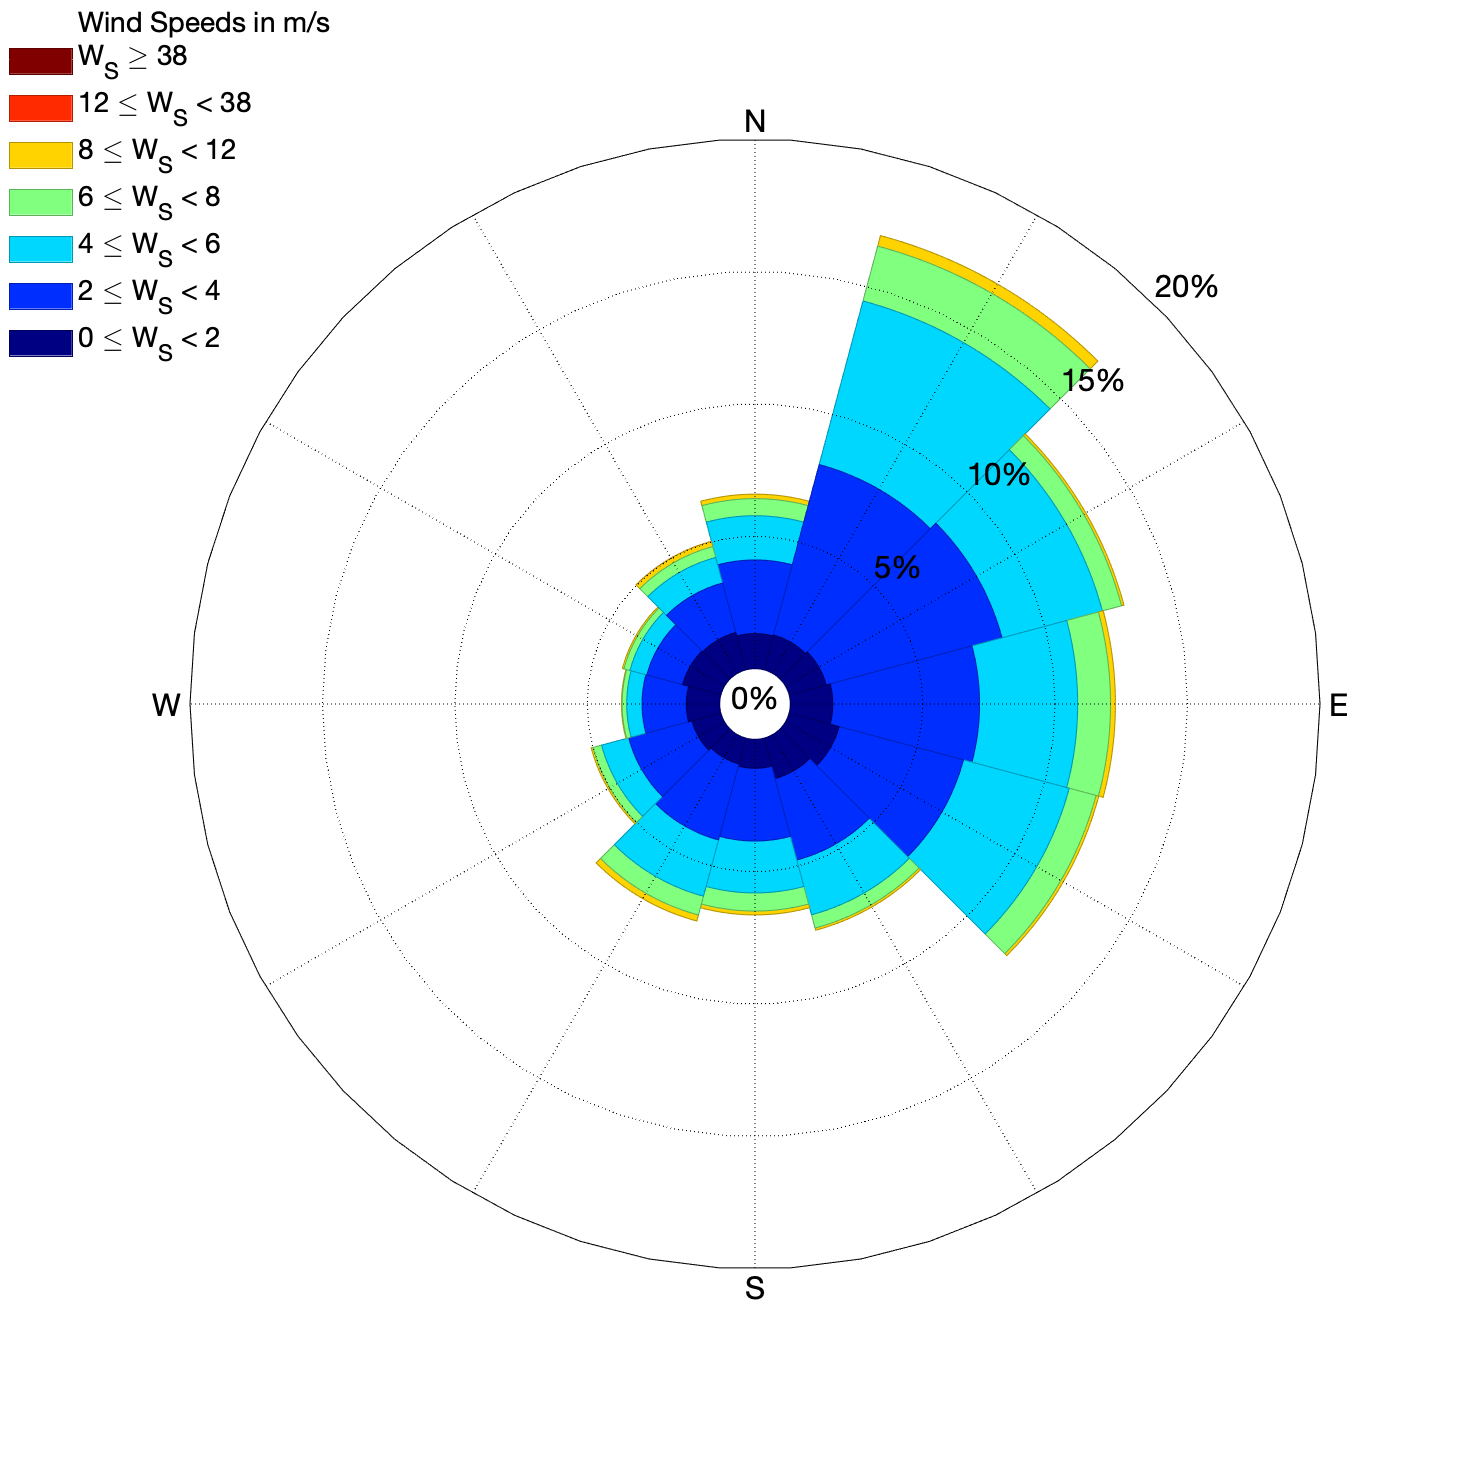 Wind Speeds in m/s
W_S ≥ 38
12 ≤ W_S < 38
8 ≤ W_S < 12
6 ≤ W_S < 8
4 ≤ W_S < 6
2 ≤ W_S < 4
0 ≤ W_S < 2
N
20%
15%
10%
5%
0%
W
E
S